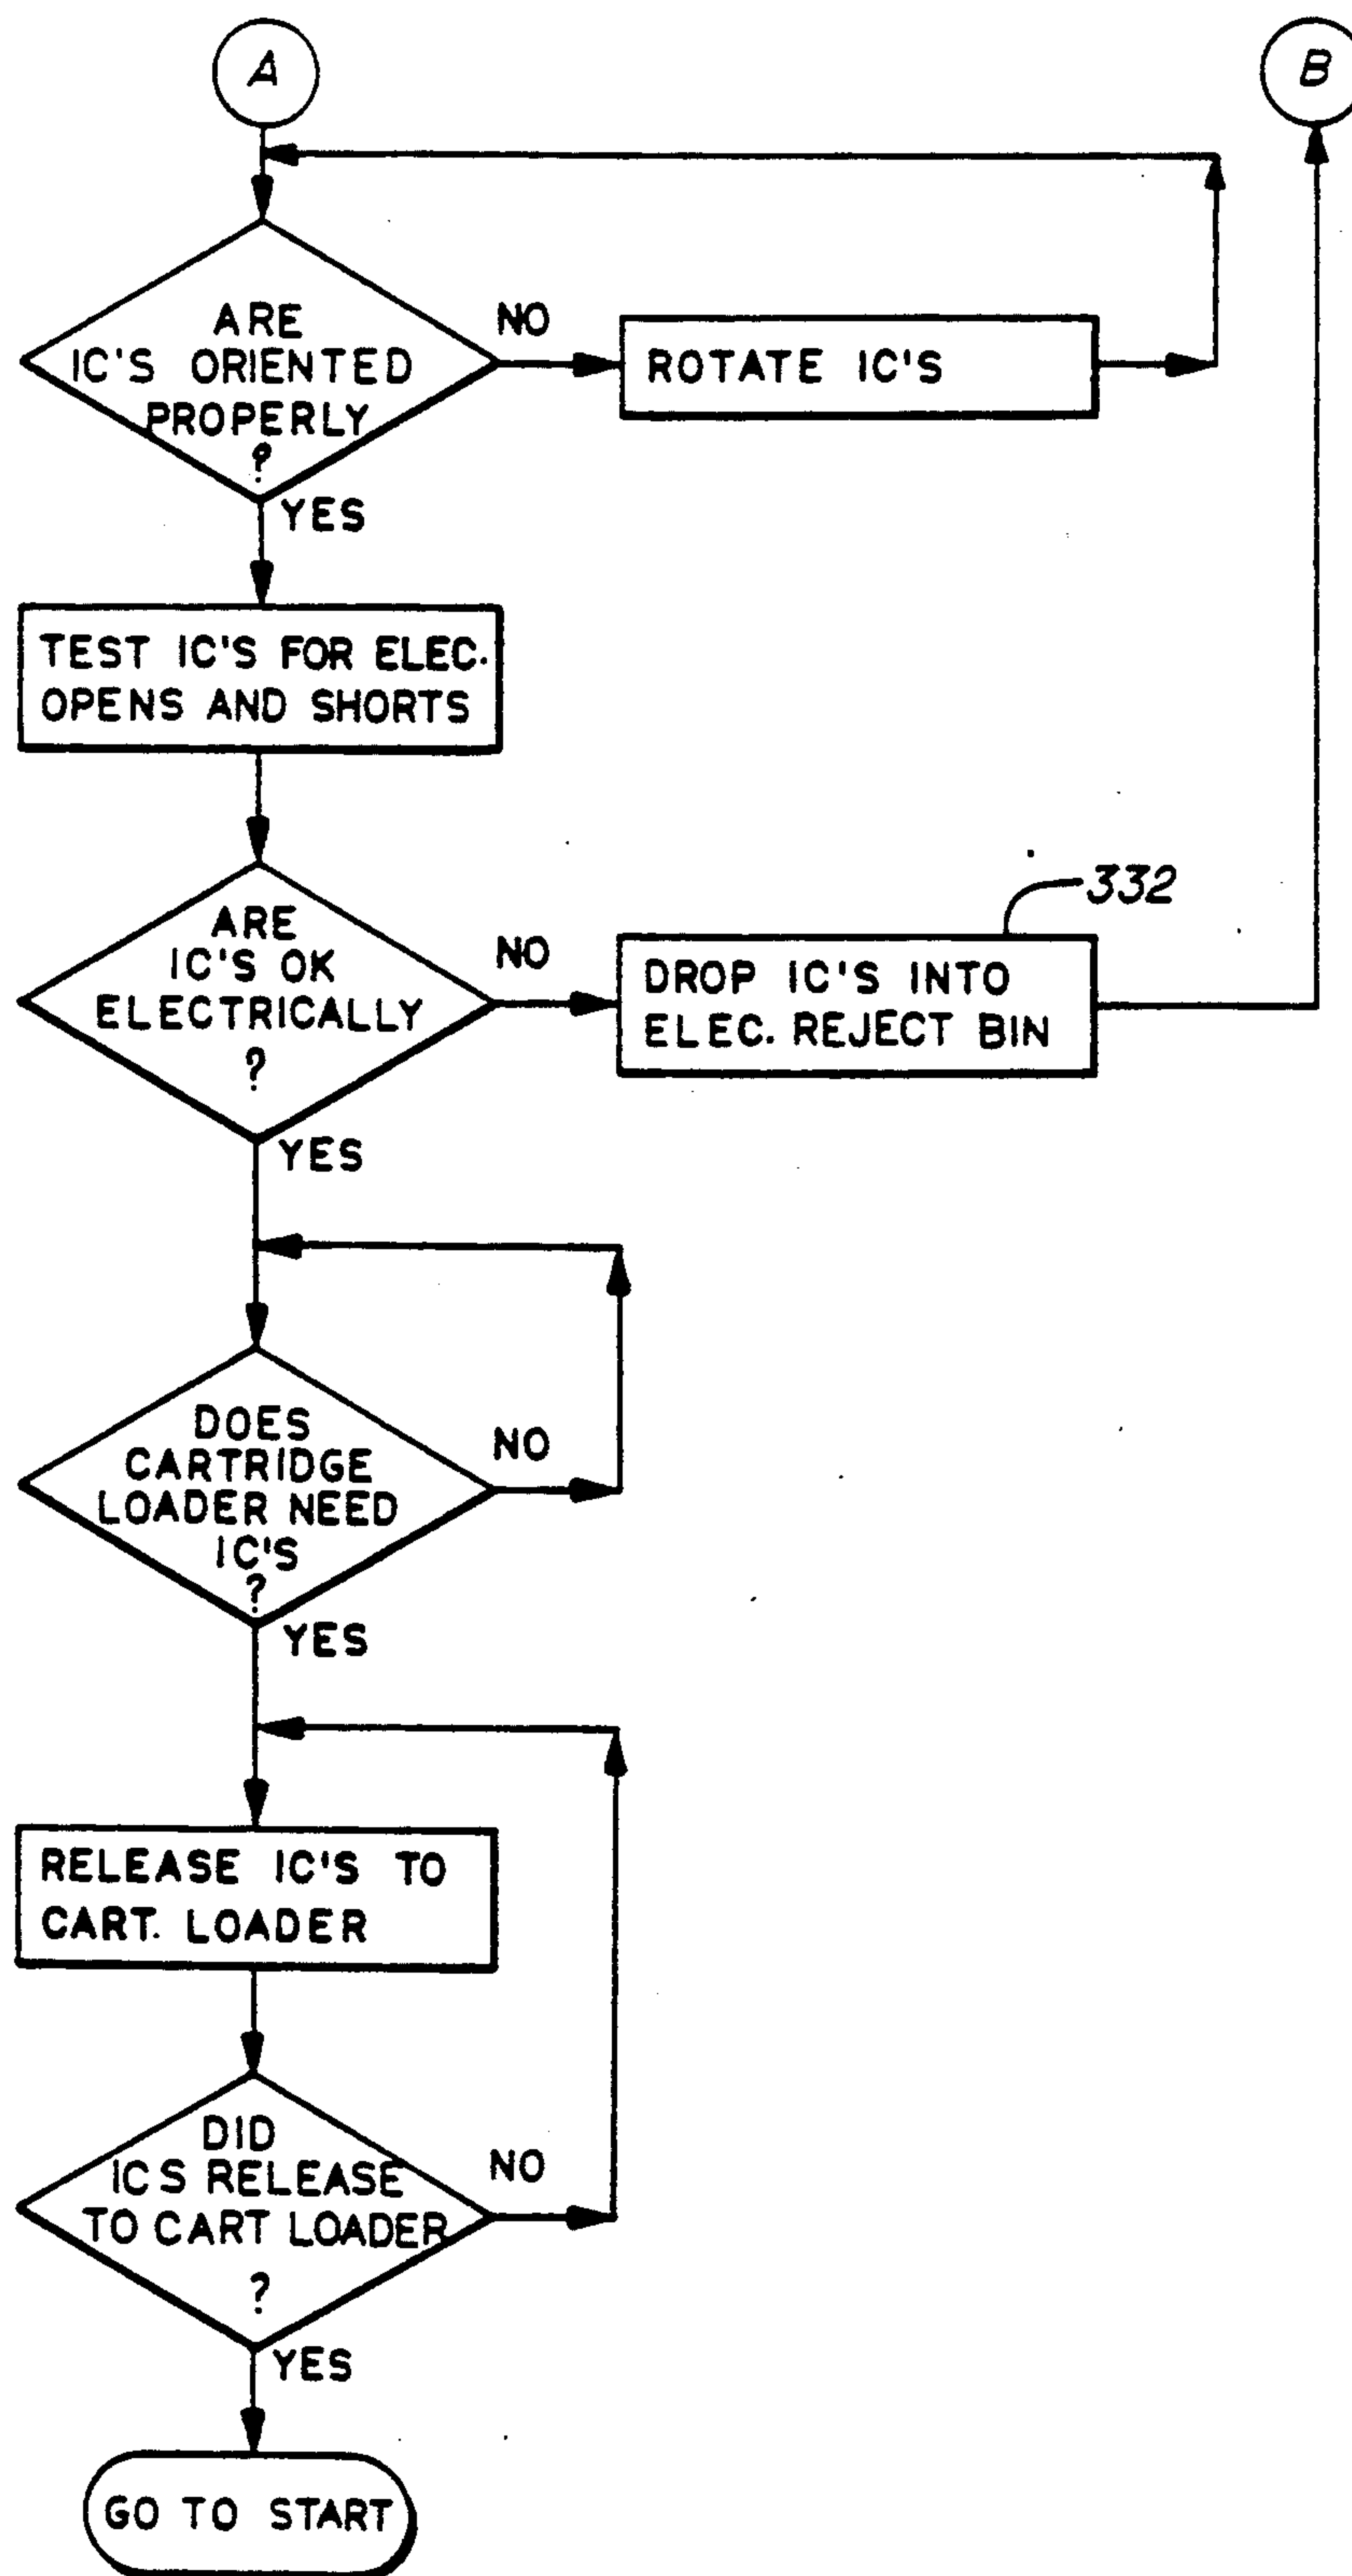 A
B
ARE
IC'S ORIENTED
PROPERLY
?
NO
ROTATE IC'S
YES
TEST IC'S FOR ELEC.
OPENS AND SHORTS
ARE
IC'S OK
ELECTRICALLY
?
NO
332
DROP IC'S INTO
ELEC. REJECT BIN
YES
DOES
CARTRIDGE
LOADER NEED
IC'S
?
NO
YES
RELEASE IC'S TO
CART. LOADER
DID
ICS RELEASE
TO CART LOADER
?
NO
YES
GO TO START